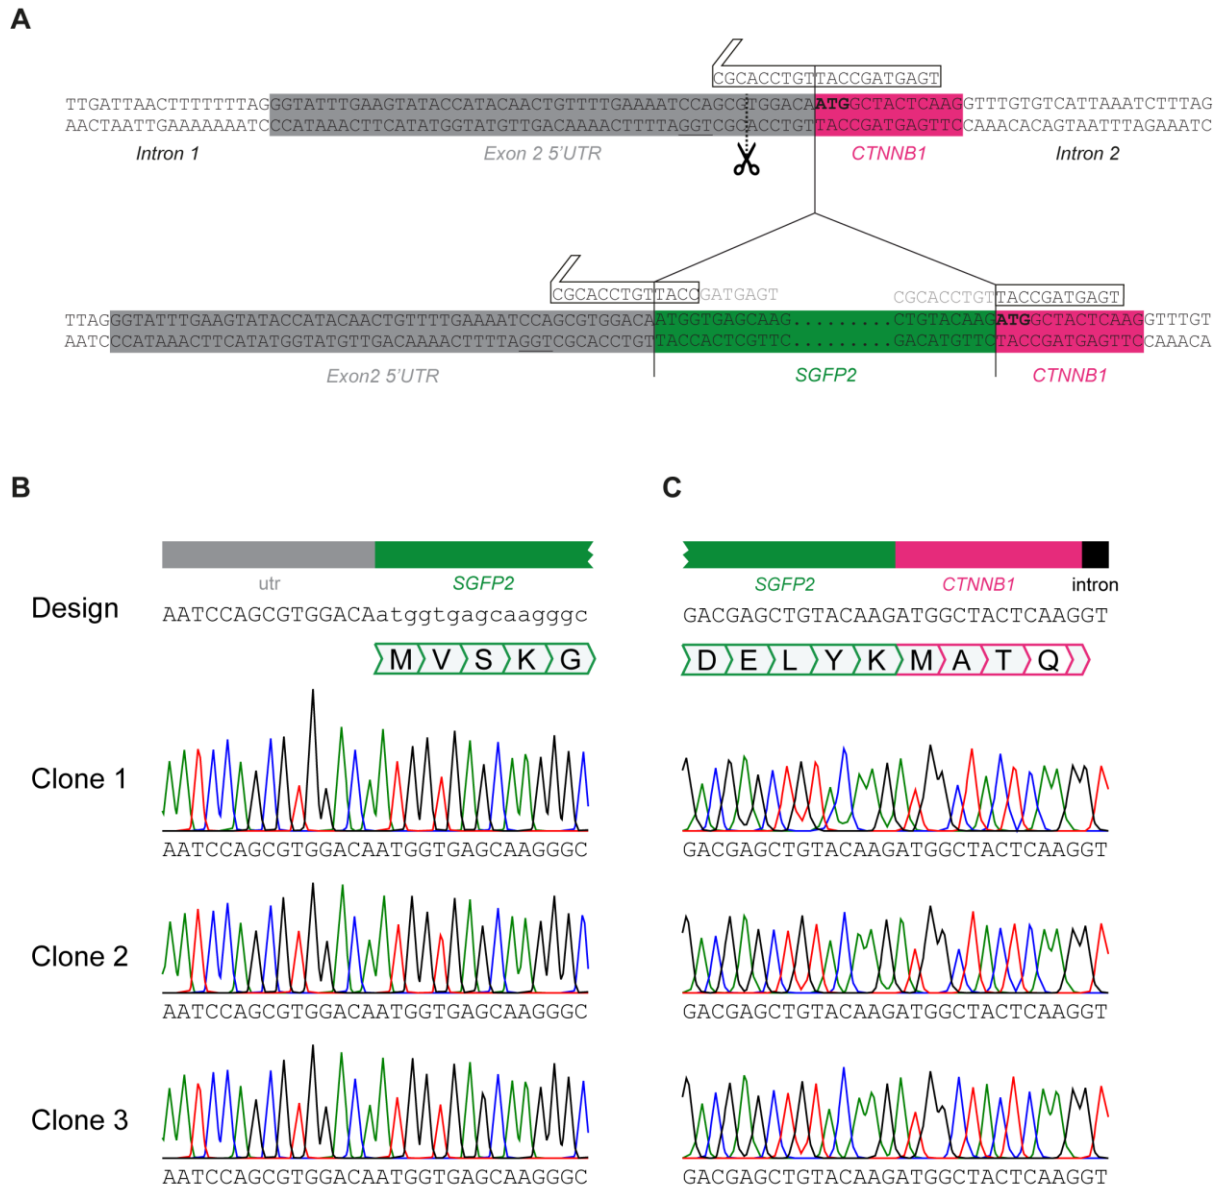 A
CGCACCTGTTACCGATGAGT
TTGATTAACTTTTTTTAGGGTATTTGAAGTATACCATACAACTGTTTTGAAAATCCAGCGTGGACAATGGCTACTCAAGGTTTGTGTCATTAAATCTTTAG
AACTAATTGAAAAAAATCCCATAAACTTCATATGGTATGTTGACAAAACTTTTAGGTCGCACCTGTTACCGATGAGTTCCAAACACAGTAATTTAGAAATC
Intron 1 Exon 2 5'UTR CTNNB1 Intron 2
CGCACCTGTTACCGATGAGT CGCACCTGTTACCGATGAGT
TTAGGGTATTTGAAGTATACCATACAACTGTTTTGAAAATCCAGCGTGGACAATGGTGAGCAAG.........CTGTACAAGATGGCTACTCAAGGTTTGT
AATCCCATAAACTTCATATGGTATGTTGACAAAACTTTTAGGTCGCACCTGTTACCACTCGTTC.........GACATGTTCTACCGATGAGTTCCAAACA
Exon2 5'UTR SGFP2 CTNNB1
B C
utr SGFP2 SGFP2 CTNNB1 intron
Design AATCCAGCGTGGACAatggtgagcaagggc GACGAGCTGTACAAGATGGCTACTCAAGGT
M V S K G D E L Y K M A T Q
Clone 1
AATCCAGCGTGGACAATGGTGAGCAAGGGC GACGAGCTGTACAAGATGGCTACTCAAGGT
Clone 2
AATCCAGCGTGGACAATGGTGAGCAAGGGC GACGAGCTGTACAAGATGGCTACTCAAGGT
Clone 3
AATCCAGCGTGGACAATGGTGAGCAAGGGC GACGAGCTGTACAAGATGGCTACTCAAGGT